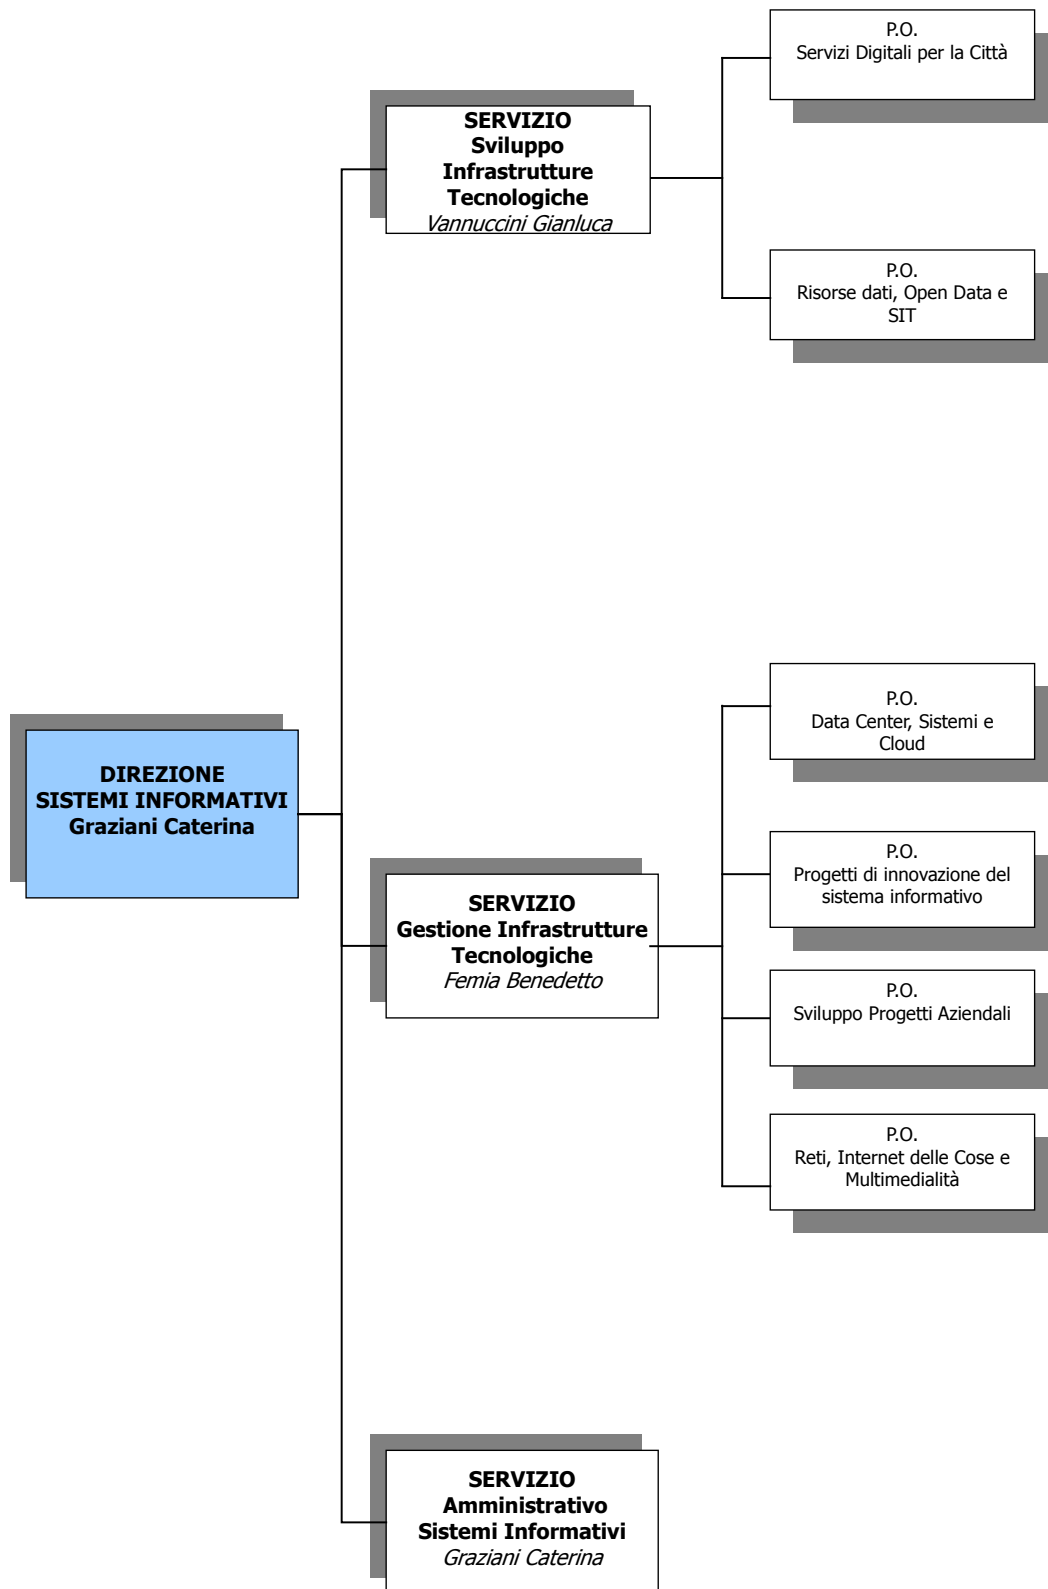 P.O.
Servizi Digitali per la Città
SERVIZIO
Sviluppo
Infrastrutture
Tecnologiche
Vannuccini Gianluca
P.O.
Risorse dati, Open Data e
SIT
P.O.
Data Center, Sistemi e
Cloud
DIREZIONE
SISTEMI INFORMATIVI
Graziani Caterina
P.O.
Progetti di innovazione del
sistema informativo
SERVIZIO
Gestione Infrastrutture
Tecnologiche
Femia Benedetto
P.O.
Sviluppo Progetti Aziendali
P.O.
Reti, Internet delle Cose e
Multimedialità
SERVIZIO
Amministrativo
Sistemi Informativi
Graziani Caterina